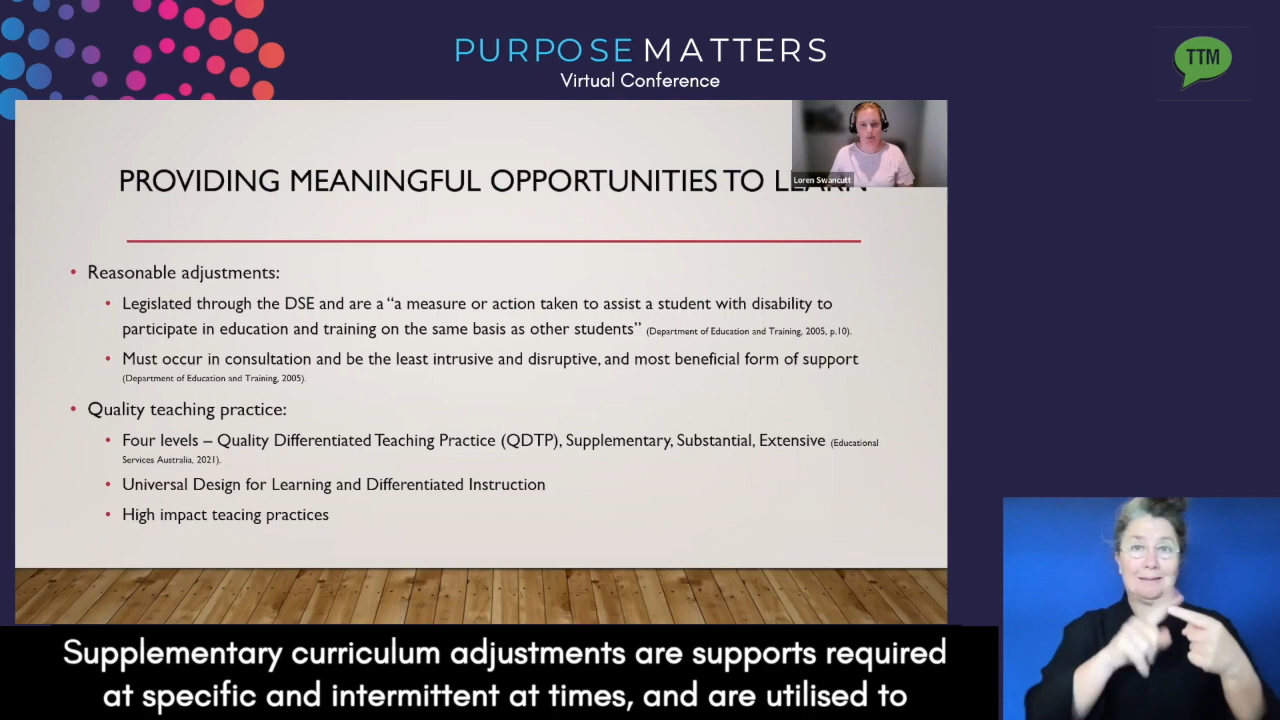 PURPOSE MATTERS
Virtual Conference
TTM
PROVIDING MEANINGFUL OPPORTUNITIES TO LEARN
Loren Swancutt
• Reasonable adjustments:
• Legislated through the DSE and are a “a measure or action taken to assist a student with disability to
participate in education and training on the same basis as other students” (Department of Education and Training, 2005, p.10).
• Must occur in consultation and be the least intrusive and disruptive, and most beneficial form of support
(Department of Education and Training, 2005).
• Quality teaching practice:
• Four levels – Quality Differentiated Teaching Practice (QDTP), Supplementary, Substantial, Extensive (Educational
Services Australia, 2021).
• Universal Design for Learning and Differentiated Instruction
• High impact teacing practices
Supplementary curriculum adjustments are supports required
at specific and intermittent at times, and are utilised to